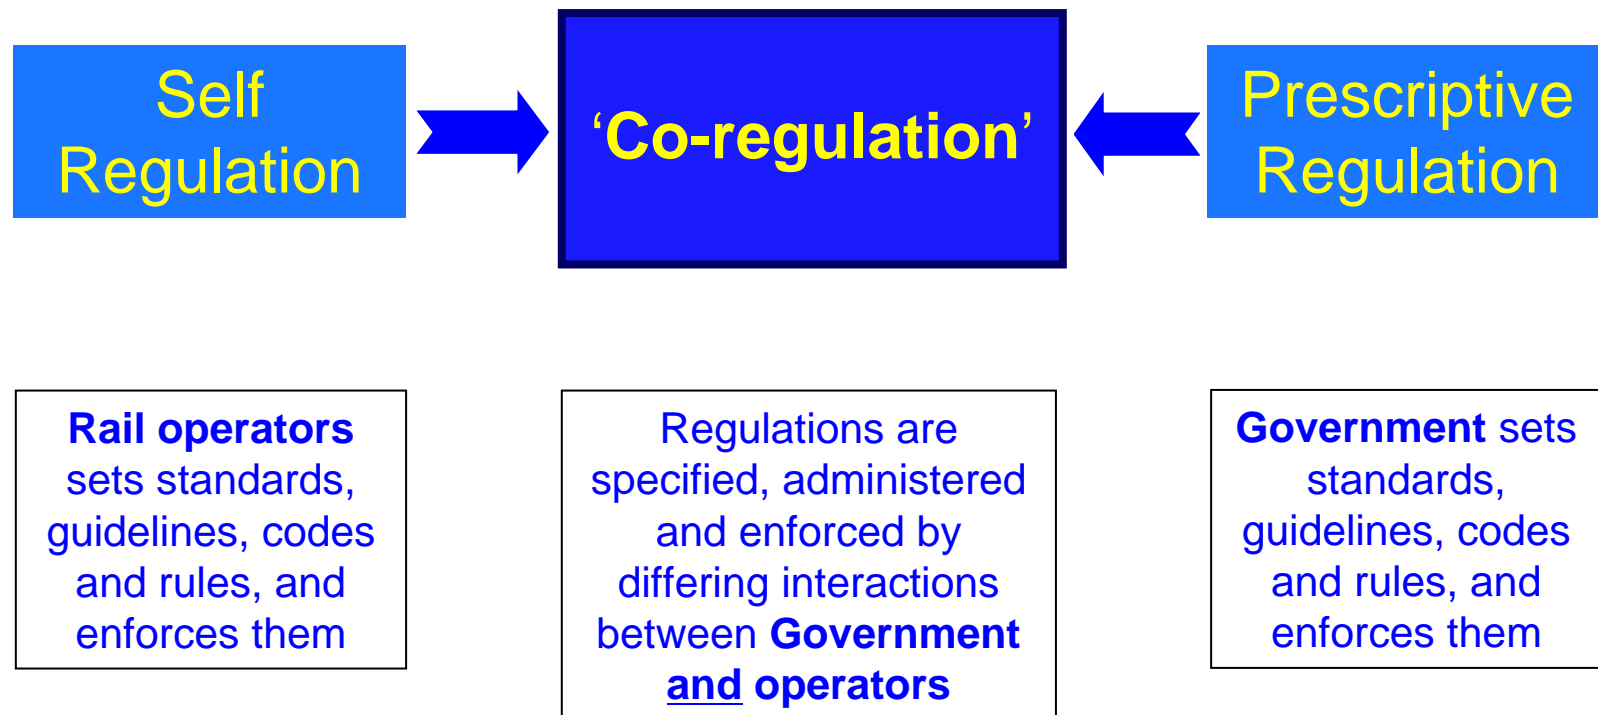 Self
Regulation
‘Co-regulation’
Prescriptive
Regulation
Rail operators
sets standards,
guidelines, codes
and rules, and
enforces them
Regulations are
specified, administered
and enforced by
differing interactions
between Government
and operators
Government sets
standards,
guidelines, codes
and rules, and
enforces them